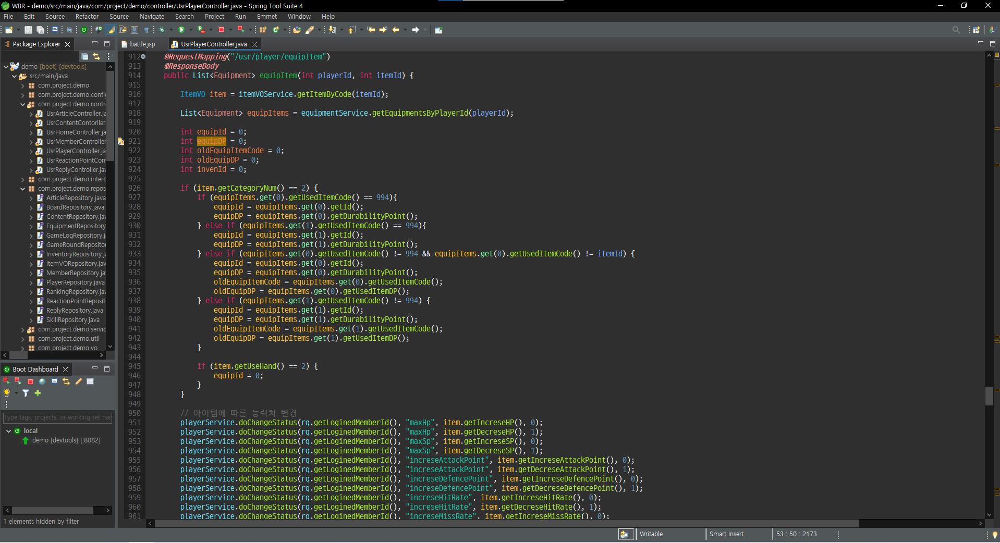 WBR - demo/src/main/java/com/project/demo/controller/UsrPlayerController.java - Spring Tool Suite 4
File Edit Source Refactor Source Navigate Search Project Run Emmet Window Help
Package Explorer
demo [boot] [devtools]
src/main/java
com.project.demo
com.project.demo.config
com.project.demo.contr
UsrArticleController.ja
UsrContentContorller
UsrHomeController.ja
UsrMemberController
UsrPlayerController.ja
UsrReactionPointCon
UsrReplyController.jav
com.project.demo.interc
com.project.demo.repos
ArticleRepository.java
BoardRepository.java
ContentRepository.jav
EquipmentRepository
GameLogRepository.ja
GameRoundRepositor
InventoryRepository.ja
ItemVORepository.jav
MemberRepository.ja
PlayerRepository.java
RankingRepository.jav
ReactionPointReposit
ReplyRepository.java
SkillRepository.java
com.project.demo.servic
com.project.demo.util
com.project.demo.vo
Boot Dashboard
Type tags, projects, or working set nar
local
demo [devtools] [:8082]
1 elements hidden by filter
battle.jsp UsrPlayerController.java
912 @RequestMapping("/usr/player/equipItem")
913 @ResponseBody
914 public List<Equipment> equipItem(int playerId, int itemId) {
915
916 ItemVO item = itemVOService.getItemByCode(itemId);
917
918 List<Equipment> equipItems = equipmentService.getEquipmentsByPlayerId(playerId);
919
920 int equipId = 0;
921 int equipDP = 0;
922 int oldEquipItemCode = 0;
923 int oldEquipDP = 0;
924 int invenId = 0;
925
926 if (item.getCategoryNum() == 2) {
927 if (equipItems.get(0).getUsedItemCode() == 994){
928 equipId = equipItems.get(0).getId();
929 equipDP = equipItems.get(0).getDurabilityPoint();
930 } else if (equipItems.get(1).getUsedItemCode() == 994){
931 equipId = equipItems.get(1).getId();
932 equipDP = equipItems.get(1).getDurabilityPoint();
933 } else if (equipItems.get(0).getUsedItemCode() != 994 && equipItems.get(0).getUsedItemCode() != itemId) {
934 equipId = equipItems.get(0).getId();
935 equipDP = equipItems.get(0).getDurabilityPoint();
936 oldEquipItemCode = equipItems.get(0).getUsedItemCode();
937 oldEquipDP = equipItems.get(0).getUsedItemDP();
938 } else if (equipItems.get(1).getUsedItemCode() != 994) {
939 equipId = equipItems.get(1).getId();
940 equipDP = equipItems.get(1).getDurabilityPoint();
941 oldEquipItemCode = equipItems.get(1).getUsedItemCode();
942 oldEquipDP = equipItems.get(1).getUsedItemDP();
943 }
944
945 if (item.getUseHand() == 2) {
946 equipId = 0;
947 }
948 }
949
950 // 아이템에 따른 능력치 변경
951 playerService.doChangeStatus(rq.getLoginedMemberId(), "maxHp", item.getIncreseHP(), 0);
952 playerService.doChangeStatus(rq.getLoginedMemberId(), "maxHp", item.getDecreseHP(), 1);
953 playerService.doChangeStatus(rq.getLoginedMemberId(), "maxSp", item.getIncreseSP(), 0);
954 playerService.doChangeStatus(rq.getLoginedMemberId(), "maxSp", item.getDecreseSP(), 1);
955 playerService.doChangeStatus(rq.getLoginedMemberId(), "increseAttackPoint", item.getIncreseAttackPoint(), 0);
956 playerService.doChangeStatus(rq.getLoginedMemberId(), "increseAttackPoint", item.getDecreseAttackPoint(), 1);
957 playerService.doChangeStatus(rq.getLoginedMemberId(), "increseDefencePoint", item.getIncreseDefencePoint(), 0);
958 playerService.doChangeStatus(rq.getLoginedMemberId(), "increseDefencePoint", item.getDecreseDefencePoint(), 1);
959 playerService.doChangeStatus(rq.getLoginedMemberId(), "increseHitRate", item.getIncreseHitRate(), 0);
960 playerService.doChangeStatus(rq.getLoginedMemberId(), "increseHitRate", item.getDecreseHitRate(), 1);
961 playerService.doChangeStatus(rq.getLoginedMemberId(), "increseMissRate", item.getIncreseMissRate(), 0);
Writable Smart Insert 53 : 50 : 2173